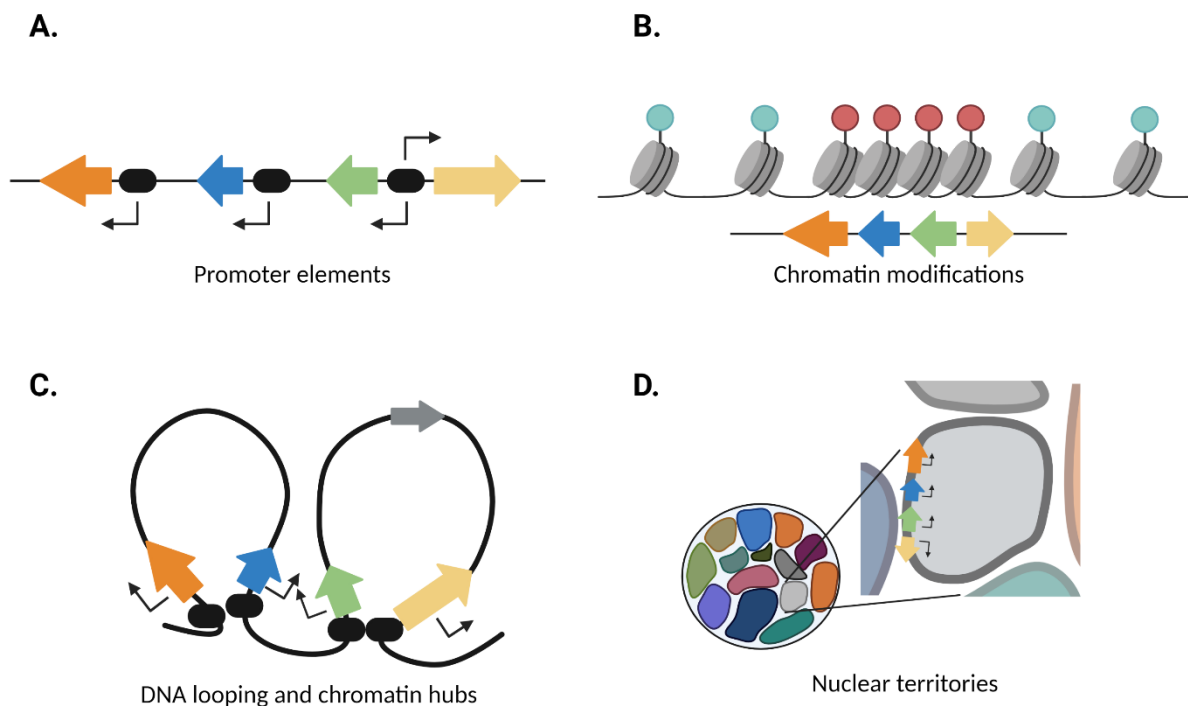 A.
B.
Promoter elements
Chromatin modifications
C.
D.
DNA looping and chromatin hubs
Nuclear territories